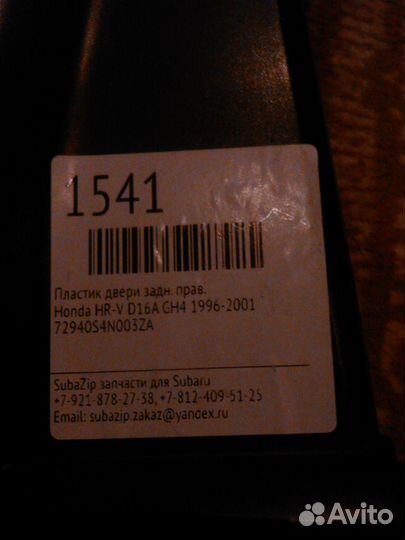 1541
Пластик двери задн. прав.
Honda HR-V D16A GH4 1996-2001
72940S4N003ZA
SubaZip запчасти для Subaru
+7-921-878-27-38, +7-812-409-51-25
Email: subazip.zakaz@yandex.ru
Avito